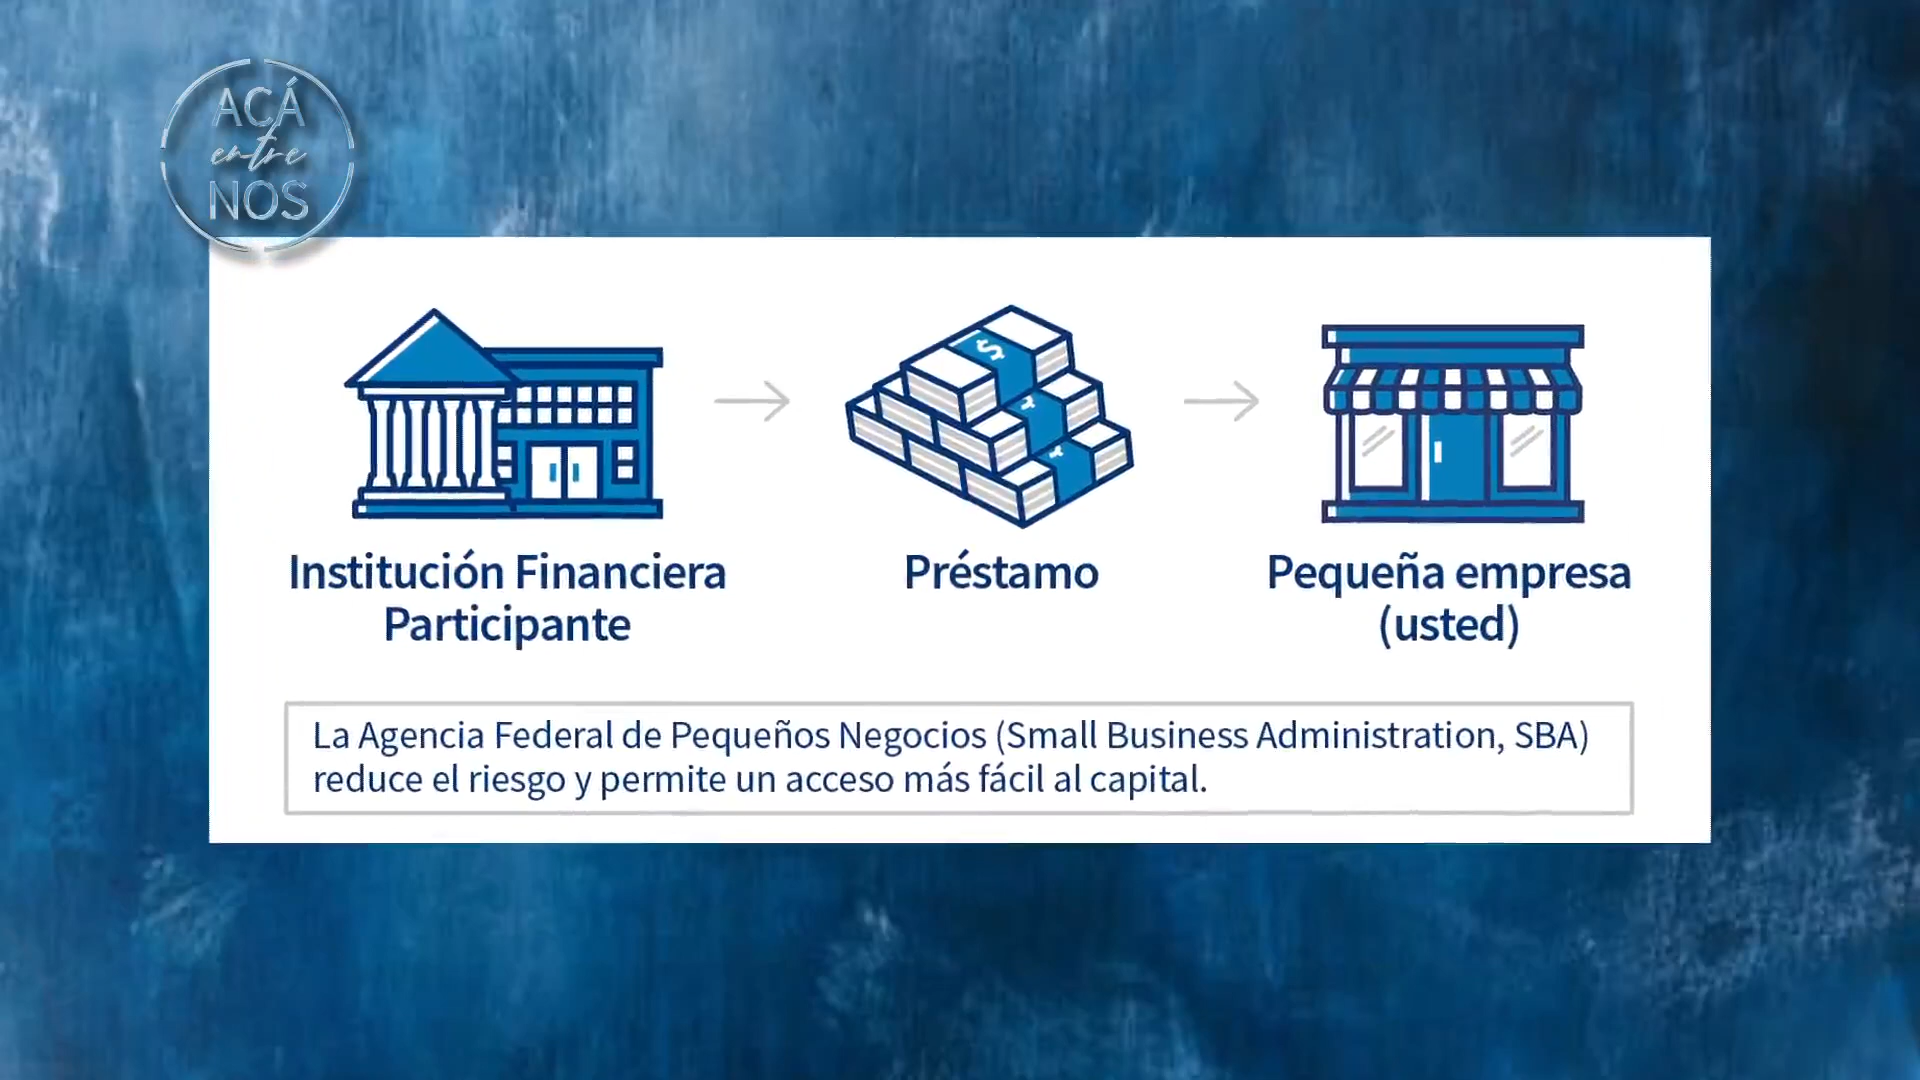 ACÁ
entre
NOS
Institución Financiera
Participante
Préstamo
Pequeña empresa
(usted)
La Agencia Federal de Pequeños Negocios (Small Business Administration, SBA)
reduce el riesgo y permite un acceso más fácil al capital.